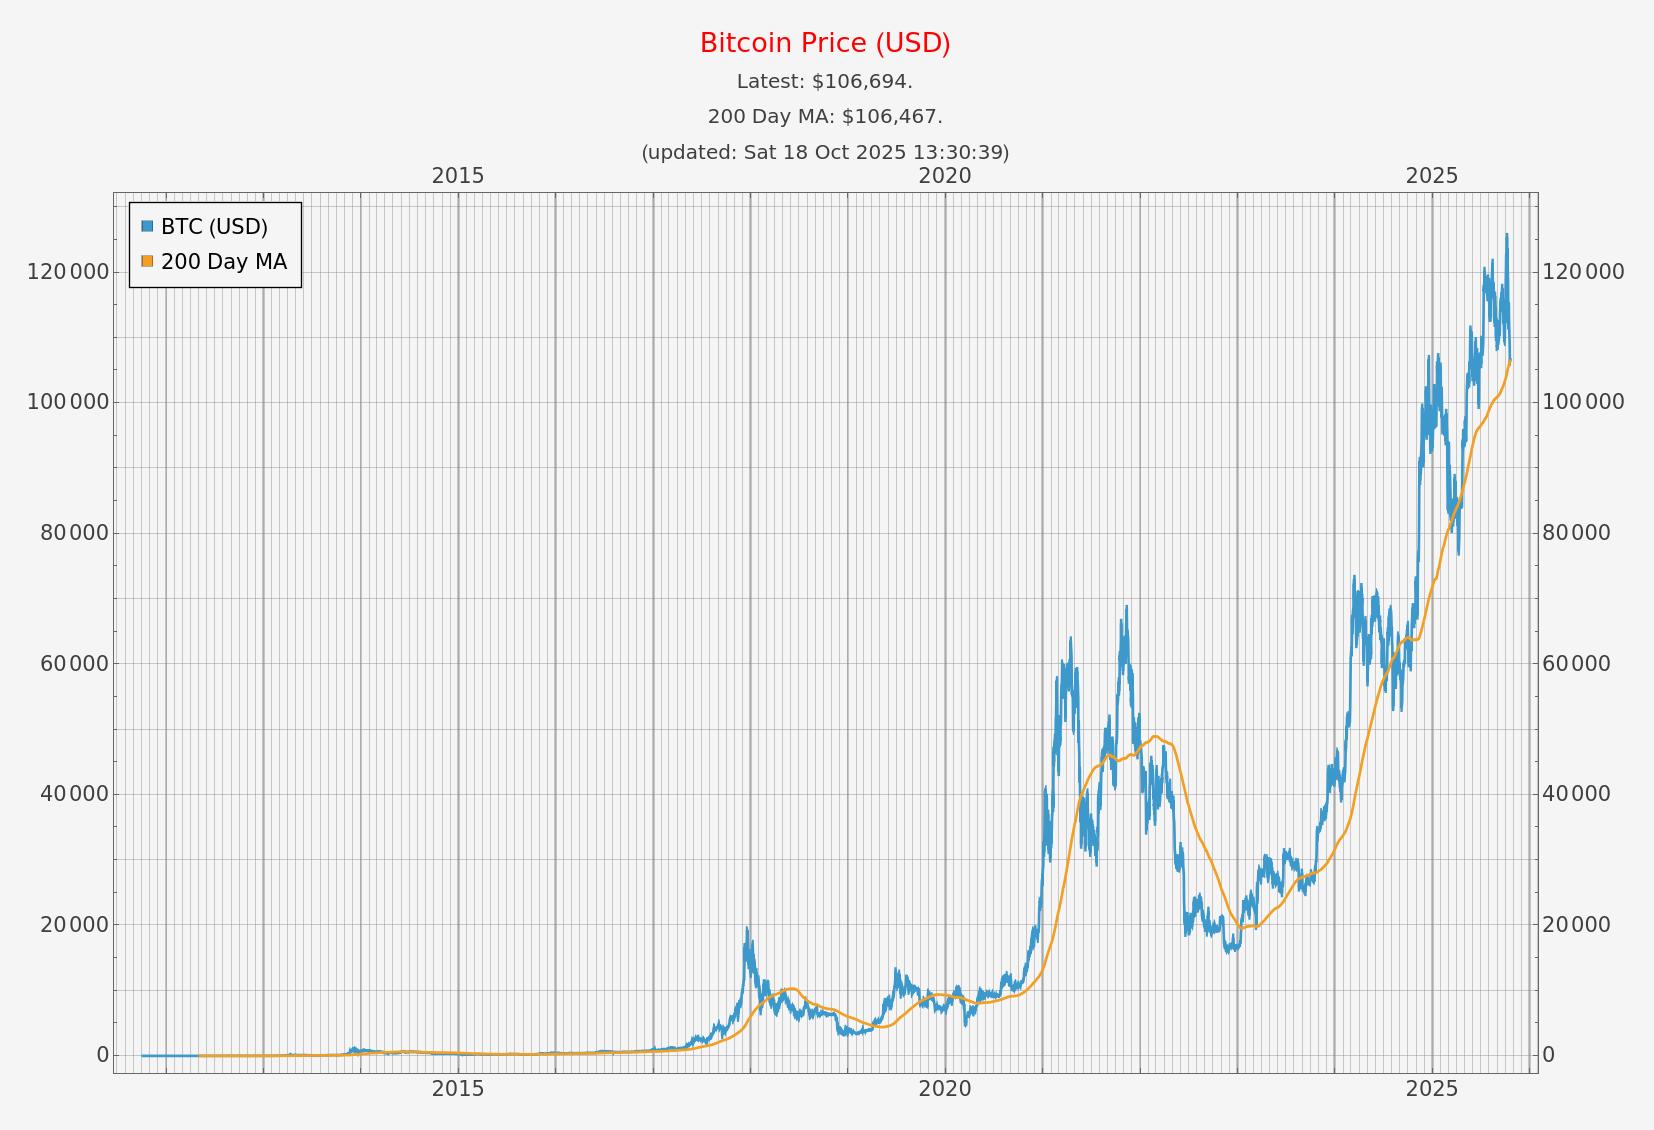 Bitcoin Price (USD)
Latest: $106,694.
200 Day MA: $106,467.
(updated: Sat 18 Oct 2025 13:30:39)
2015 2020 2025
BTC (USD)
200 Day MA
120 000 120 000
100 000 100 000
80 000 80 000
60 000 60 000
40 000 40 000
20 000 20 000
0 0
2015 2020 2025